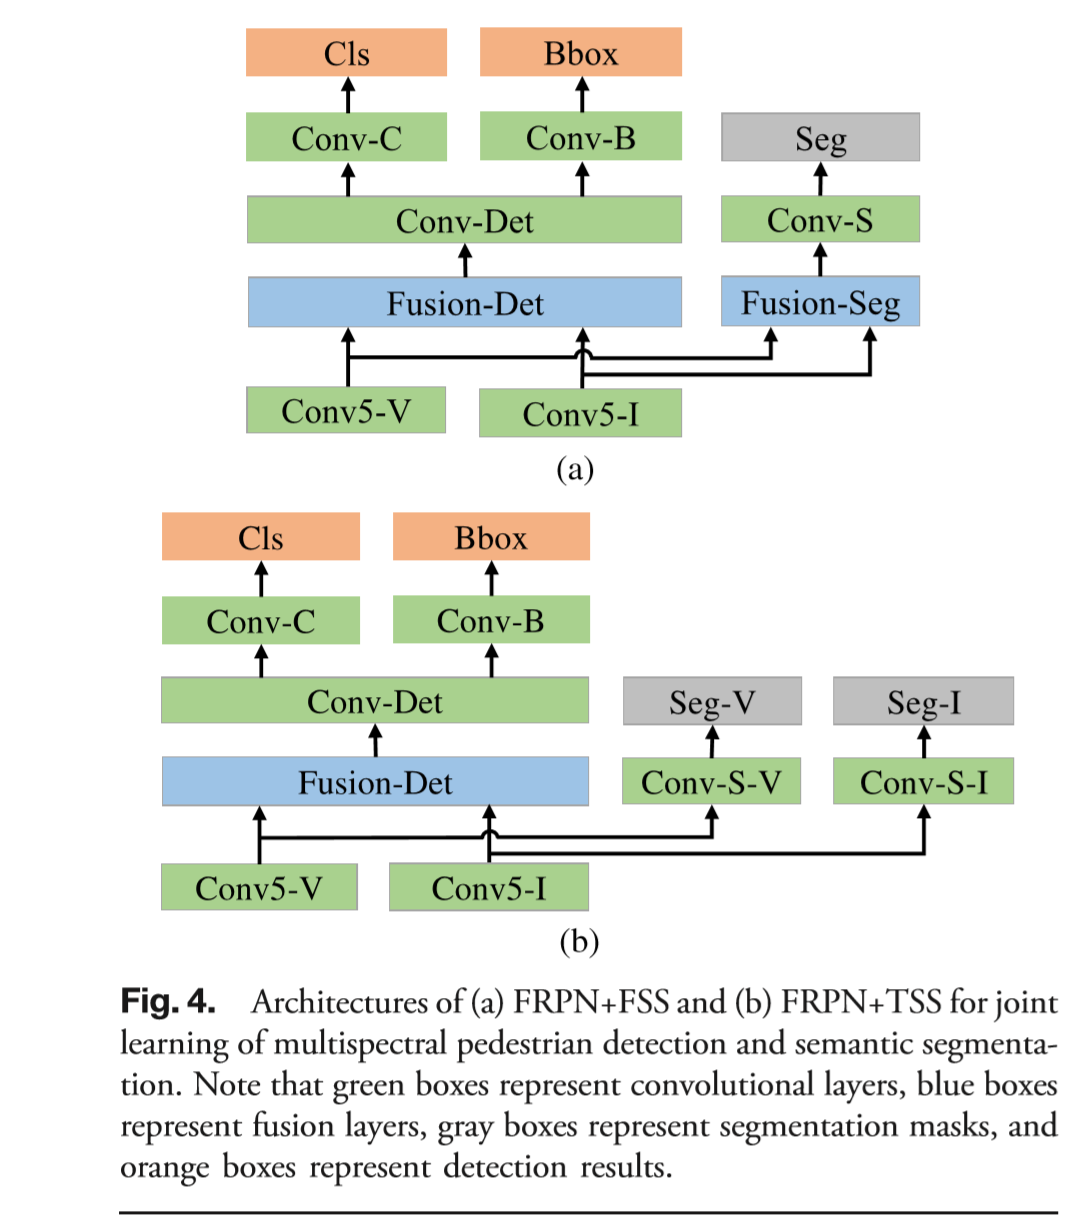 Cls Bbox
Conv-C Conv-B Seg
Conv-Det Conv-S
Fusion-Det Fusion-Seg
Conv5-V Conv5-I
(a)
Cls Bbox
Conv-C Conv-B
Conv-Det Seg-V Seg-I
Fusion-Det Conv-S-V Conv-S-I
Conv5-V Conv5-I
(b)
Fig. 4. Architectures of (a) FRPN+FSS and (b) FRPN+TSS for joint
learning of multispectral pedestrian detection and semantic segmenta-
tion. Note that green boxes represent convolutional layers, blue boxes
represent fusion layers, gray boxes represent segmentation masks, and
orange boxes represent detection results.